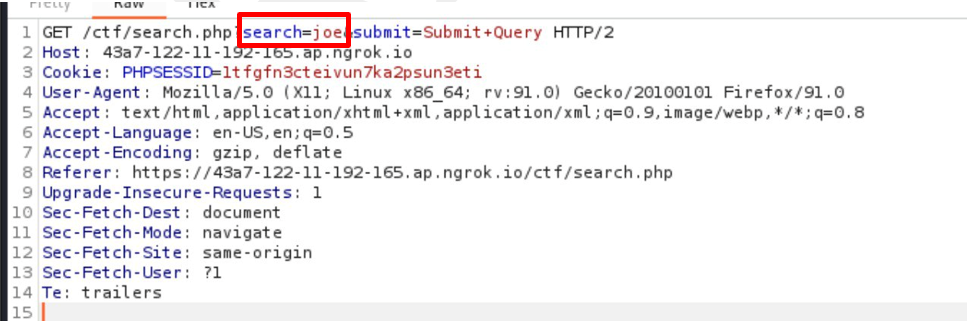 Pretty Raw Hex
1 GET /ctf/search.php?search=joe&submit=Submit+Query HTTP/2
2 Host: 43a7-122-11-192-165.ap.ngrok.io
3 Cookie: PHPSESSID=1tfgfn3cteivun7ka2psun3eti
4 User-Agent: Mozilla/5.0 (X11; Linux x86_64; rv:91.0) Gecko/20100101 Firefox/91.0
5 Accept: text/html,application/xhtml+xml,application/xml;q=0.9,image/webp,*/*;q=0.8
6 Accept-Language: en-US,en;q=0.5
7 Accept-Encoding: gzip, deflate
8 Referer: https://43a7-122-11-192-165.ap.ngrok.io/ctf/search.php
9 Upgrade-Insecure-Requests: 1
10 Sec-Fetch-Dest: document
11 Sec-Fetch-Mode: navigate
12 Sec-Fetch-Site: same-origin
13 Sec-Fetch-User: ?1
14 Te: trailers
15